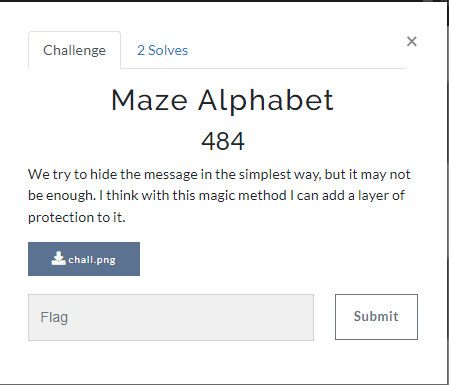 Challenge
2 Solves
×
Maze Alphabet
484
We try to hide the message in the simplest way, but it may not
be enough. I think with this magic method I can add a layer of
protection to it.
chall.png
Flag
Submit